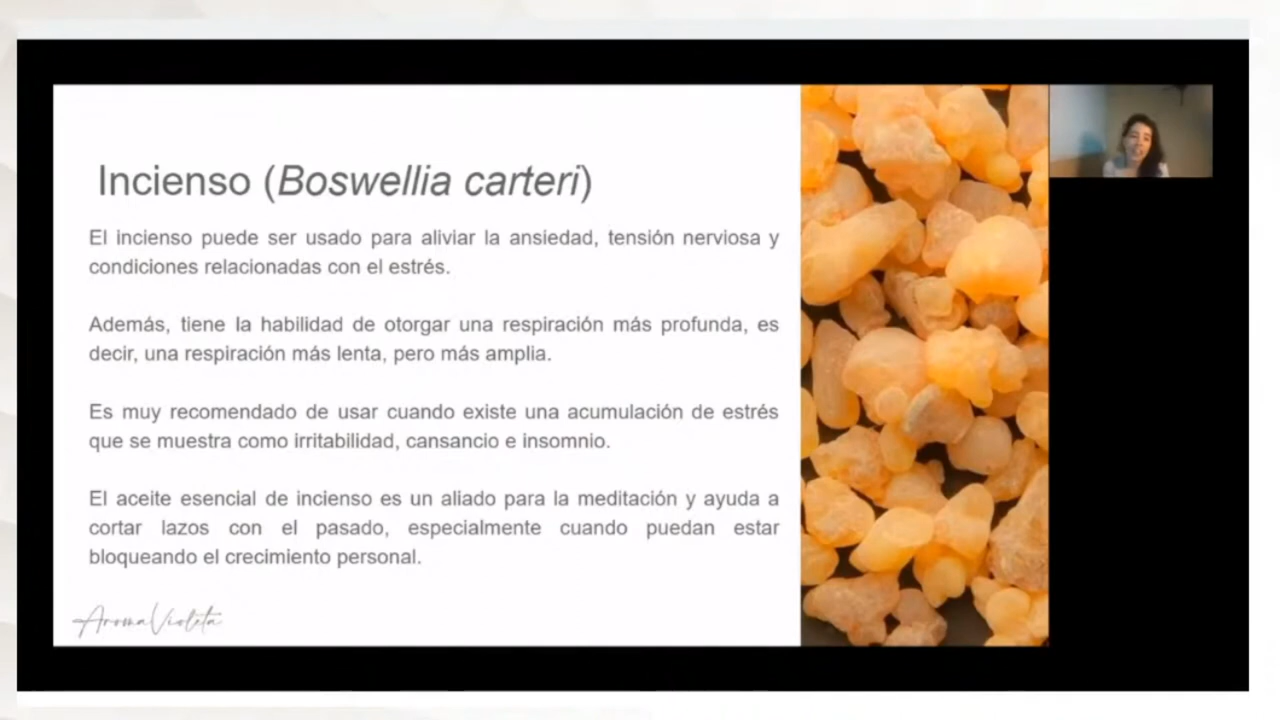 Incienso (Boswellia carteri)
El incienso puede ser usado para aliviar la ansiedad, tensión nerviosa y
condiciones relacionadas con el estrés.
Además, tiene la habilidad de otorgar una respiración más profunda, es
decir, una respiración más lenta, pero más amplia.
Es muy recomendado de usar cuando existe una acumulación de estrés
que se muestra como irritabilidad, cansancio e insomnio.
El aceite esencial de incienso es un aliado para la meditación y ayuda a
cortar lazos con el pasado, especialmente cuando puedan estar
bloqueando el crecimiento personal.
AromaVioleta